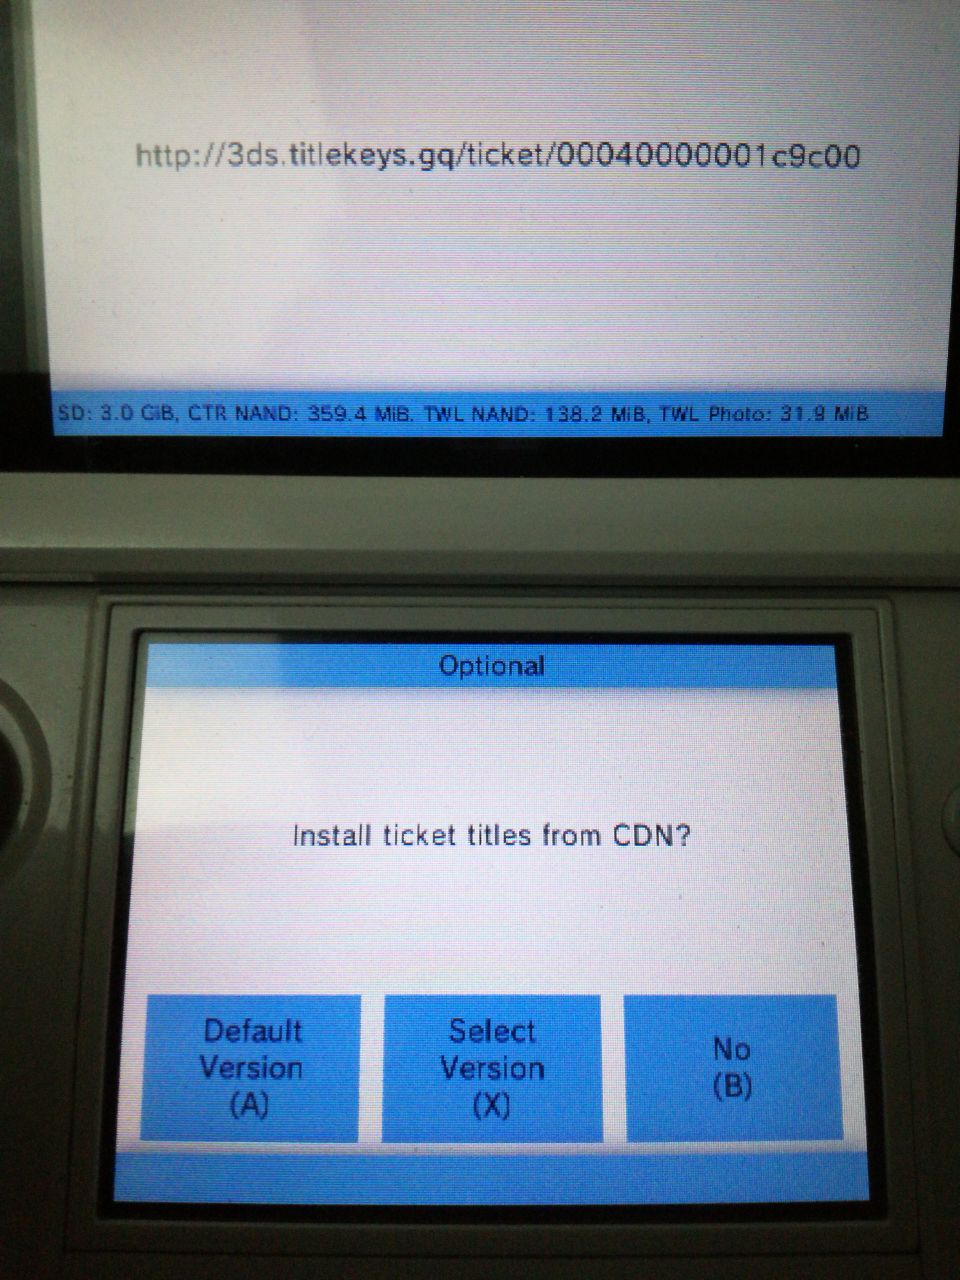 http://3ds.titlekeys.gq/ticket/00040000001c9c00
SD: 3.0 GiB, CTR NAND: 359.4 MiB, TWL NAND: 138.2 MiB, TWL Photo: 31.9 MiB
Optional
Install ticket titles from CDN?
Default
Version
(A)
Select
Version
(X)
No
(B)